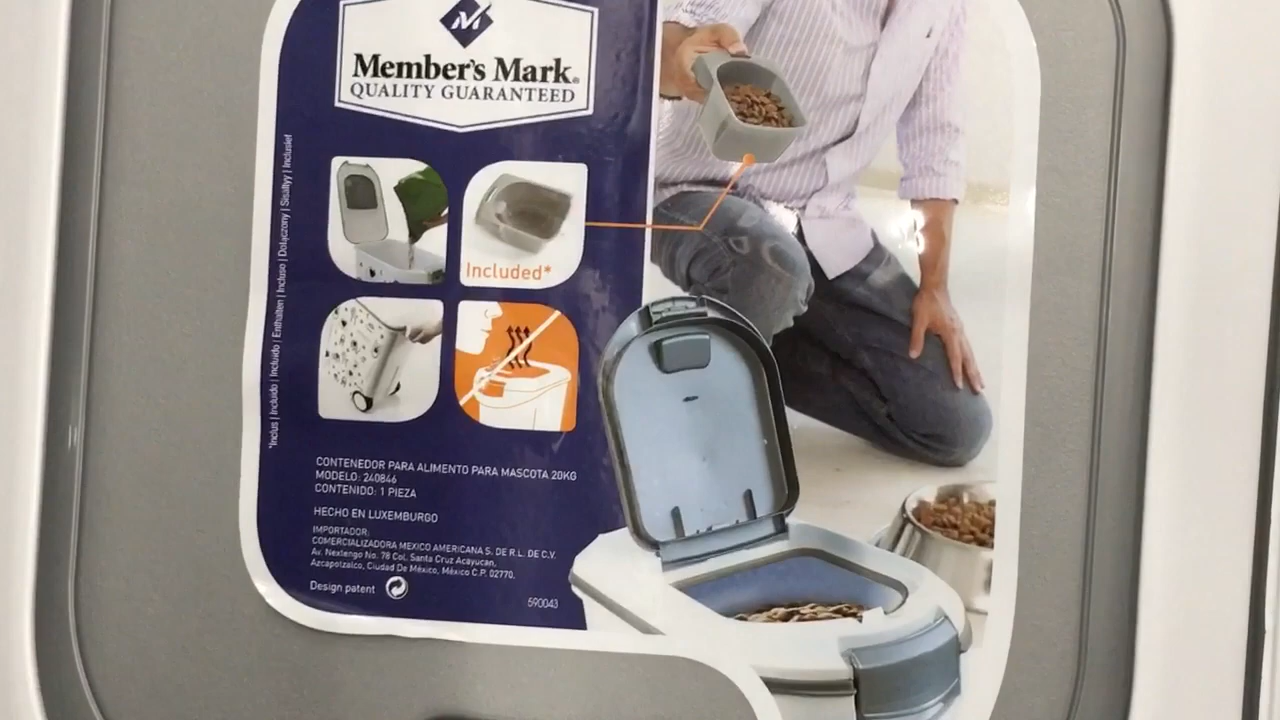 Member's Mark®
QUALITY GUARANTEED
Included*
*Inclus | Incluido | Incluido | Enthalten | Incluso | Dołączony | Sisältyy | Inclusief
CONTENEDOR PARA ALIMENTO PARA MASCOTA 20KG
MODELO: 240846
CONTENIDO: 1 PIEZA
HECHO EN LUXEMBURGO
IMPORTADOR:
COMERCIALIZADORA MEXICO AMERICANA S. DE R.L. DE C.V.
Av. Nextengo No. 78 Col. Santa Cruz Acayucan,
Azcapotzalco, Ciudad De México, México C.P. 02770.
Design patent
590043